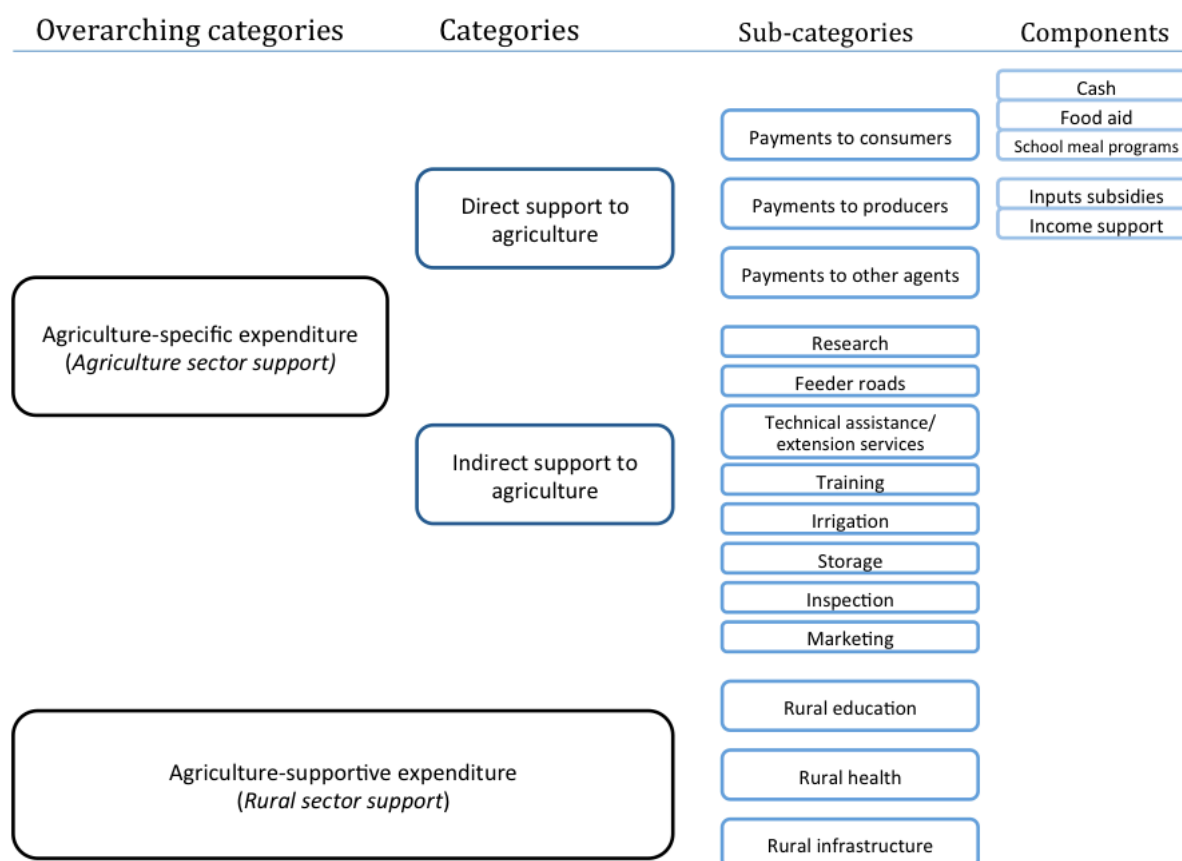 Overarching categories
Categories
Sub-categories
Components
Cash
Food aid
School meal programs
Payments to consumers
Direct support to
agriculture
Payments to producers
Inputs subsidies
Income support
Payments to other agents
Agriculture-specific expenditure
(Agriculture sector support)
Research
Feeder roads
Technical assistance/
extension services
Indirect support to
agriculture
Training
Irrigation
Storage
Inspection
Marketing
Agriculture-supportive expenditure
(Rural sector support)
Rural education
Rural health
Rural infrastructure